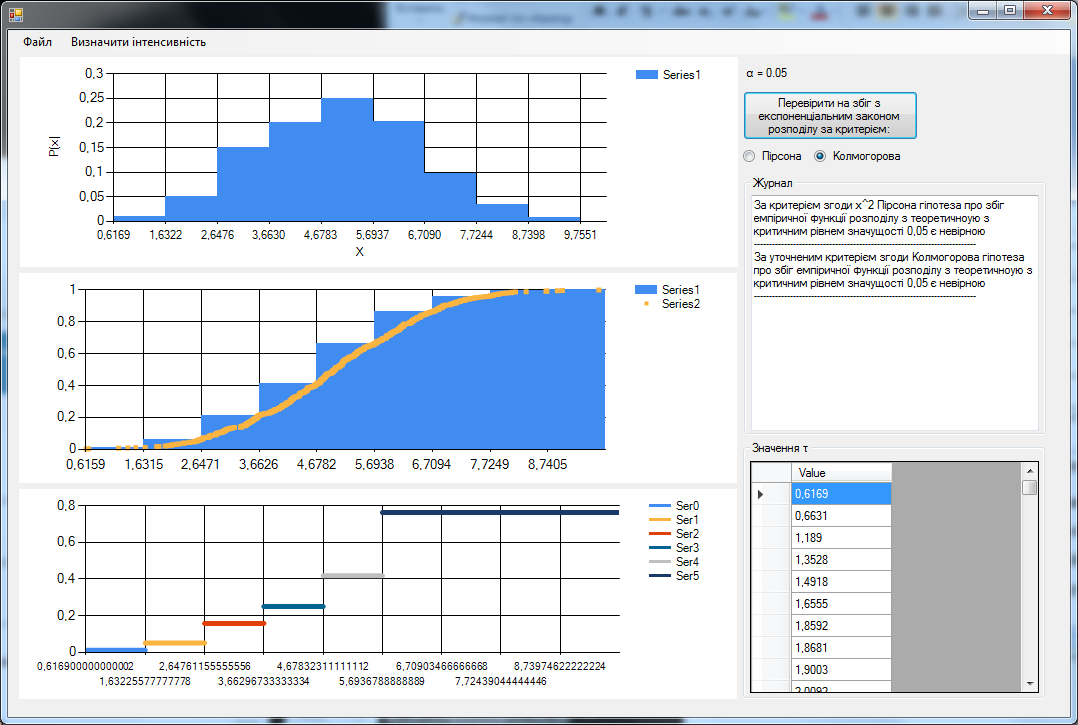 Файл Визначити інтенсивність
0,3
0,25
0,2
0,15
0,1
0,05
0
P(x|
0,6169 1,6322 2,6476 3,6630 4,6783 5,6937 6,7090 7,7244 8,7398 9,7551
X
Series1
1
0,8
0,6
0,4
0,2
0
0,6159 1,6315 2,6471 3,6626 4,6782 5,6938 6,7094 7,7249 8,7405
Series1
Series2
0,8
0,6
0,4
0,2
0
0,616900000000002 2,64761155555556 4,67832311111112 6,70903466666668 8,73974622222224
1,63225577777778 3,66296733333334 5,6936788888889 7,72439044444446
Ser0
Ser1
Ser2
Ser3
Ser4
Ser5
α = 0.05
Перевірити на збіг з
експоненціальним законом
розподілу за критерієм:
Пірсона Колмогорова
Журнал
За критерієм згоди x^2 Пірсона гіпотеза про збіг
емпіричної функції розподілу з теоретичною з
критичним рівнем значущості 0,05 є невірною
--------------------------------------------------------------------------
За уточненим критерієм згоди Колмогорова гіпотеза
про збіг емпіричної функції розподілу з теоретичною з
критичним рівнем значущості 0,05 є невірною
--------------------------------------------------------------------------
Значення τ
Value
0,6169
0,6631
1,189
1,3528
1,4918
1,6555
1,8592
1,8681
1,9003
2,0092